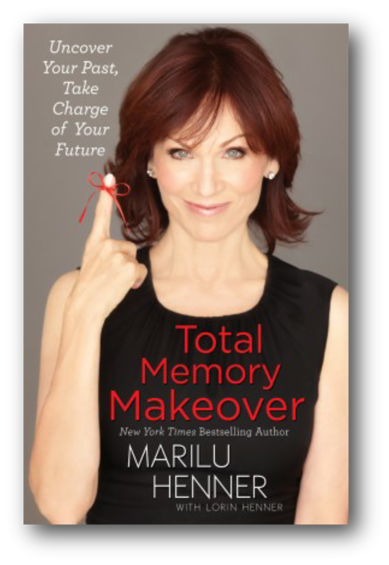 Uncover
Your Past,
Take
Charge
of Your
Future
Total
Memory
Makeover
New York Times Bestselling Author
MARILU
HENNER
WITH LORIN HENNER